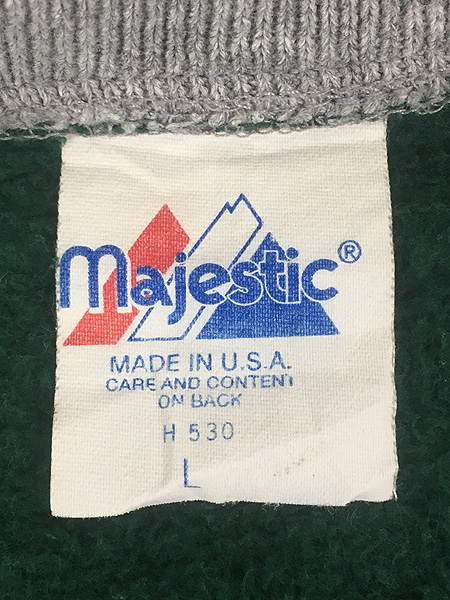 Majestic®
MADE IN U.S.A.
CARE AND CONTENT
ON BACK
H 530
L